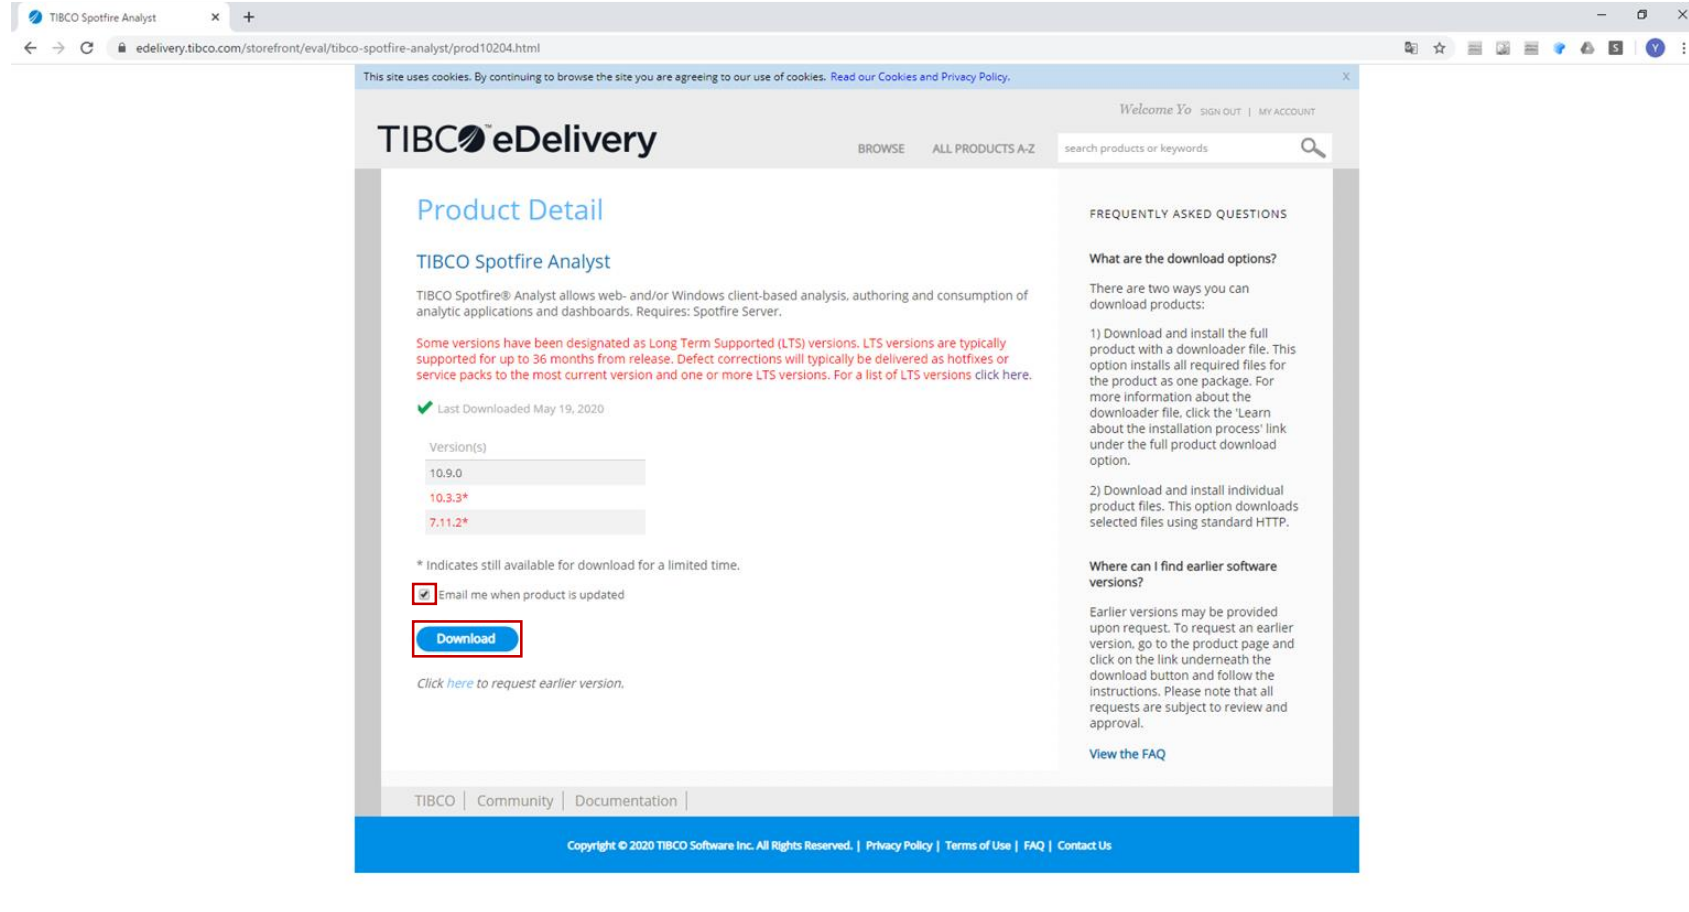 TIBCO Spotfire Analyst
edelivery.tibco.com/storefront/eval/tibco-spotfire-analyst/prod10204.html
S
Y
This site uses cookies. By continuing to browse the site you are agreeing to our use of cookies. Read our Cookies and Privacy Policy.
X
Welcome Yo SIGN OUT | MY ACCOUNT
TIBCO™ eDelivery
BROWSE
ALL PRODUCTS A-Z
search products or keywords
Product Detail
TIBCO Spotfire Analyst
TIBCO Spotfire® Analyst allows web- and/or Windows client-based analysis, authoring and consumption of
analytic applications and dashboards. Requires: Spotfire Server.
Some versions have been designated as Long Term Supported (LTS) versions. LTS versions are typically
supported for up to 36 months from release. Defect corrections will typically be delivered as hotfixes or
service packs to the most current version and one or more LTS versions. For a list of LTS versions click here.
Last Downloaded May 19, 2020
Version(s)
10.9.0
10.3.3*
7.11.2*
* Indicates still available for download for a limited time.
Email me when product is updated
Download
Click here to request earlier version.
FREQUENTLY ASKED QUESTIONS
What are the download options?
There are two ways you can
download products:
1) Download and install the full
product with a downloader file. This
option installs all required files for
the product as one package. For
more information about the
downloader file, click the 'Learn
about the installation process' link
under the full product download
option.
2) Download and install individual
product files. This option downloads
selected files using standard HTTP.
Where can I find earlier software
versions?
Earlier versions may be provided
upon request. To request an earlier
version, go to the product page and
click on the link underneath the
download button and follow the
instructions. Please note that all
requests are subject to review and
approval.
View the FAQ
TIBCO | Community | Documentation |
Copyright © 2020 TIBCO Software Inc. All Rights Reserved. | Privacy Policy | Terms of Use | FAQ | Contact Us